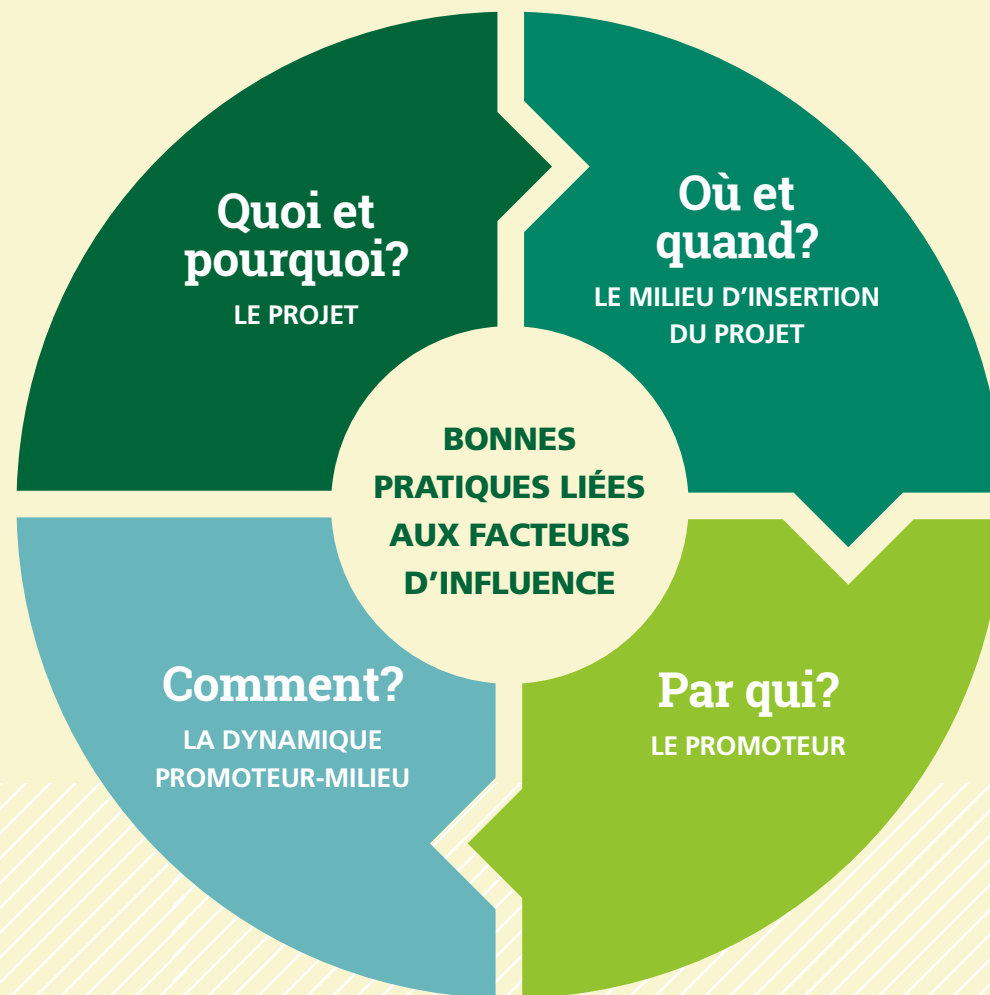 Quoi et
pourquoi?
LE PROJET
Où et
quand?
LE MILIEU D’INSERTION
DU PROJET
BONNES
PRATIQUES LIÉES
AUX FACTEURS
D’INFLUENCE
Par qui?
LE PROMOTEUR
Comment?
LA DYNAMIQUE
PROMOTEUR-MILIEU